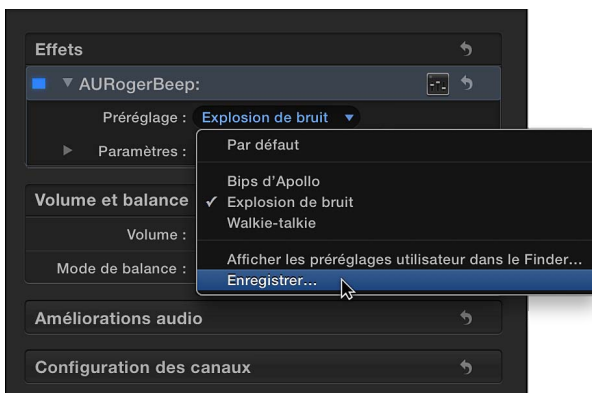 Effets
AURogerBeep:
Préréglage : Explosion de bruit
Par défaut
Paramètres :
Bips d’Apollo
Explosion de bruit
Walkie-talkie
Volume et balance
Volume :
Afficher les préréglages utilisateur dans le Finder...
Mode de balance :
Enregistrer...
Améliorations audio
Configuration des canaux